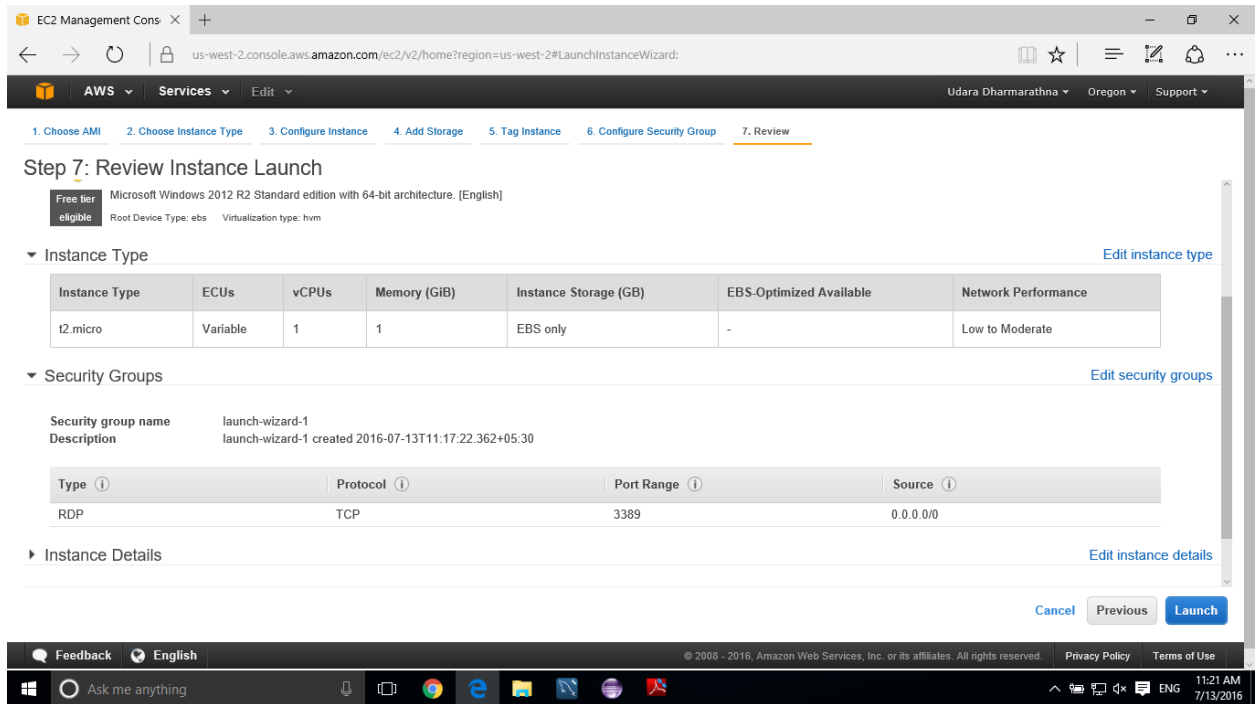 EC2 Management Cons
us-west-2.console.aws.amazon.com/ec2/v2/home?region=us-west-2#LaunchInstanceWizard:
AWS Services Edit Udara Dharmarathna Oregon Support
1. Choose AMI 2. Choose Instance Type 3. Configure Instance 4. Add Storage 5. Tag Instance 6. Configure Security Group 7. Review
Step 7: Review Instance Launch
Free tier eligible
Microsoft Windows 2012 R2 Standard edition with 64-bit architecture. [English]
Root Device Type: ebs Virtualization type: hvm
Instance Type Edit instance type
Instance Type ECUs vCPUs Memory (GiB) Instance Storage (GB) EBS-Optimized Available Network Performance
t2.micro Variable 1 1 EBS only - Low to Moderate
Security Groups Edit security groups
Security group name launch-wizard-1
Description launch-wizard-1 created 2016-07-13T11:17:22.362+05:30
Type Protocol Port Range Source
RDP TCP 3389 0.0.0.0/0
Instance Details Edit instance details
Cancel Previous Launch
Feedback English © 2008 - 2016, Amazon Web Services, Inc. or its affiliates. All rights reserved. Privacy Policy Terms of Use
Ask me anything ENG 11:21 AM
7/13/2016